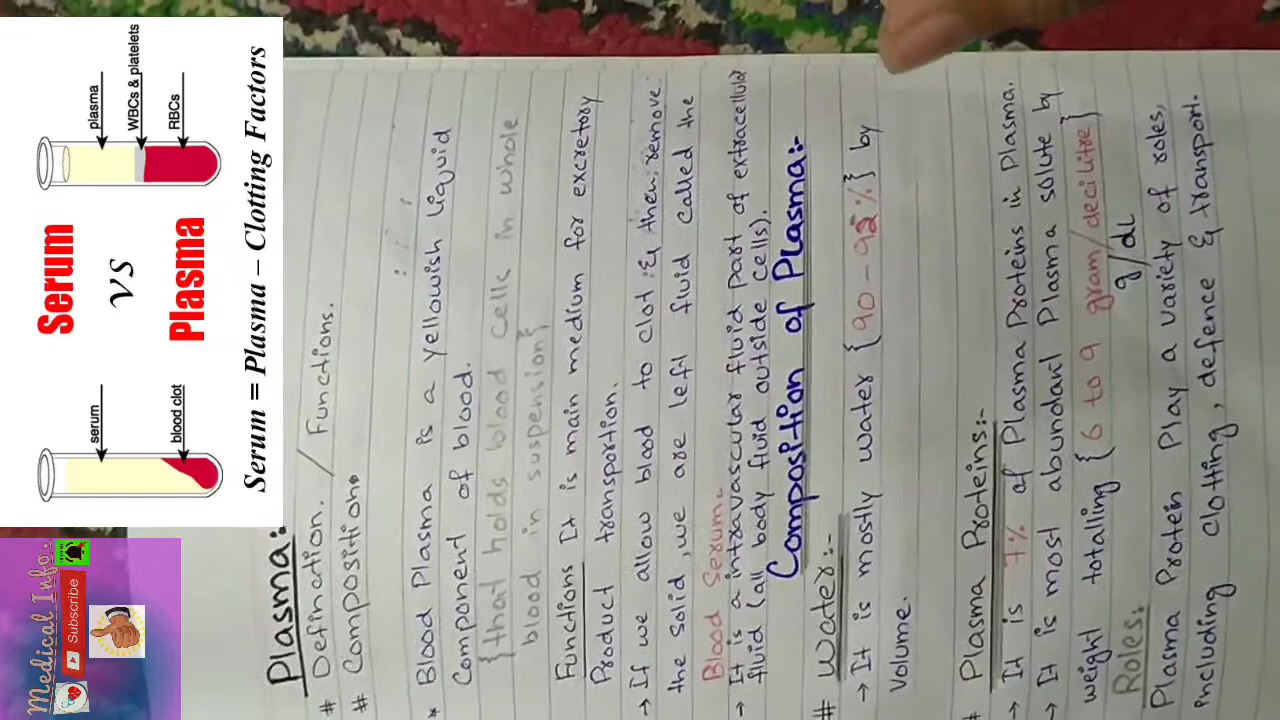 Medical Info:
Subscribe
Serum
vs
Plasma
serum
blood clot
plasma
WBCs & platelets
RBCs
Serum = Plasma – Clotting Factors
Plasma:
# Defination. / Functions.
# Composition.
* Blood Plasma is a yellowish liquid
Component of blood.
{that holds blood cells in whole
blood in suspension}
Functions It is main medium for excretory
Product transportion.
→ If we allow blood to clot & then remove
the solid, we are left fluid called the
Blood Serum.
→ It is a intravascular fluid part of extracellular
fluid (all body fluid outside cells).
Composition of Plasma:-
# Water:-
→ It is mostly water {90-92%} by
Volume.
# Plasma Proteins:-
→ It is 7% of Plasma Proteins in Plasma.
→ It is most abundant Plasma solute by
weight totalling {6 to 9 gram/decilitre}
g/dL
Roles:
Plasma Protein Play a variety of roles,
including clotting, defence & transport.